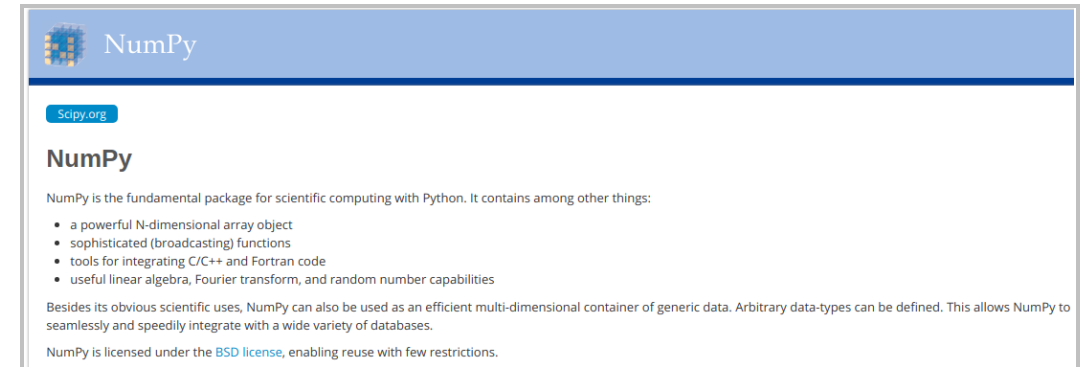 NumPy
Scipy.org
NumPy
NumPy is the fundamental package for scientific computing with Python. It contains among other things:
a powerful N-dimensional array object
sophisticated (broadcasting) functions
tools for integrating C/C++ and Fortran code
useful linear algebra, Fourier transform, and random number capabilities
Besides its obvious scientific uses, NumPy can also be used as an efficient multi-dimensional container of generic data. Arbitrary data-types can be defined. This allows NumPy to
seamlessly and speedily integrate with a wide variety of databases.
NumPy is licensed under the BSD license, enabling reuse with few restrictions.